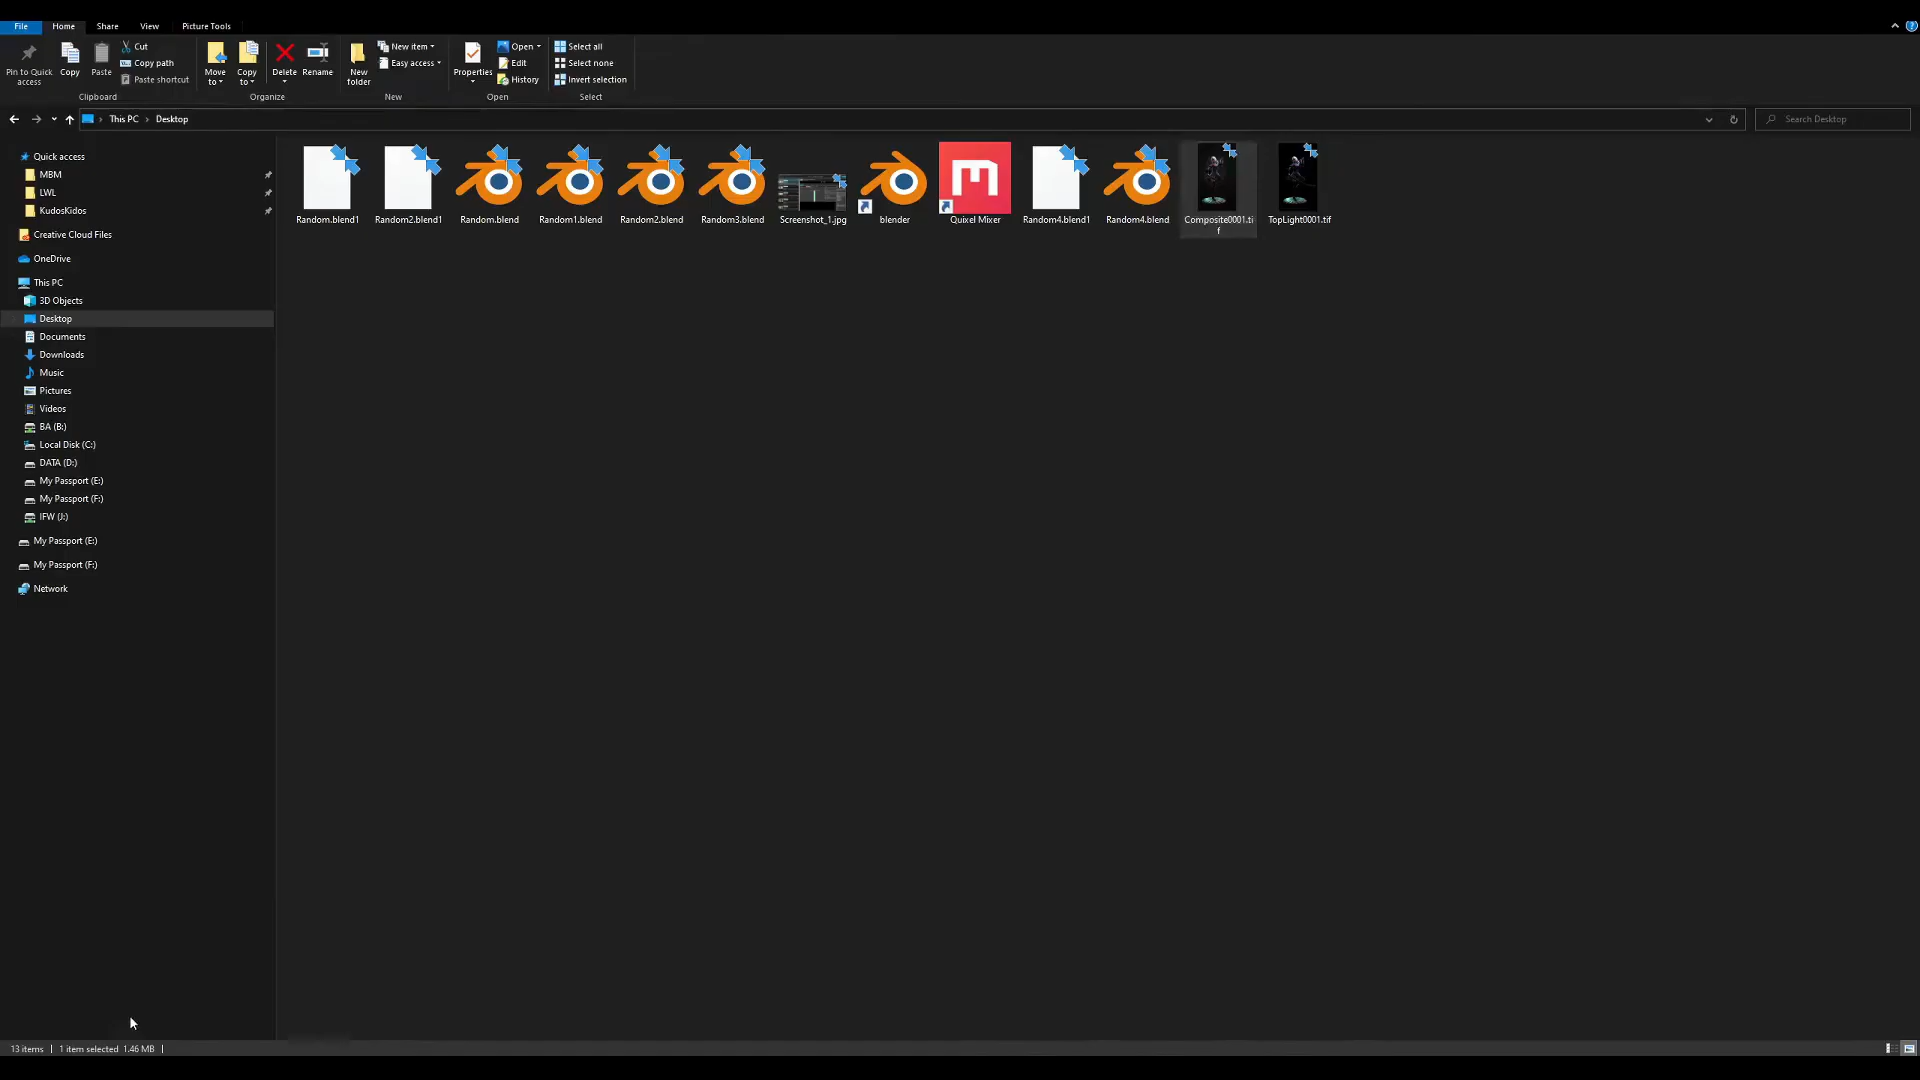 File Home Share View Picture Tools
Pin to Quick access
Copy
Paste
Cut
Copy path
Paste shortcut
Clipboard
Move to
Copy to
Delete
Rename
Organize
New folder
New item
Easy access
New
Properties
Open
Edit
History
Open
Select all
Select none
Invert selection
Select
This PC › Desktop
Search Desktop
Quick access
MBM
LWL
KudosKidos
Creative Cloud Files
OneDrive
This PC
3D Objects
Desktop
Documents
Downloads
Music
Pictures
Videos
BA (B:)
Local Disk (C:)
DATA (D:)
My Passport (E:)
My Passport (F:)
IFW (J:)
My Passport (E:)
My Passport (F:)
Network
Random.blend1
Random2.blend1
Random.blend
Random1.blend
Random2.blend
Random3.blend
Screenshot_1.jpg
blender
Quixel Mixer
Random4.blend1
Random4.blend
Composite0001.ti
f
TopLight0001.tif
13 items 1 item selected 1.46 MB